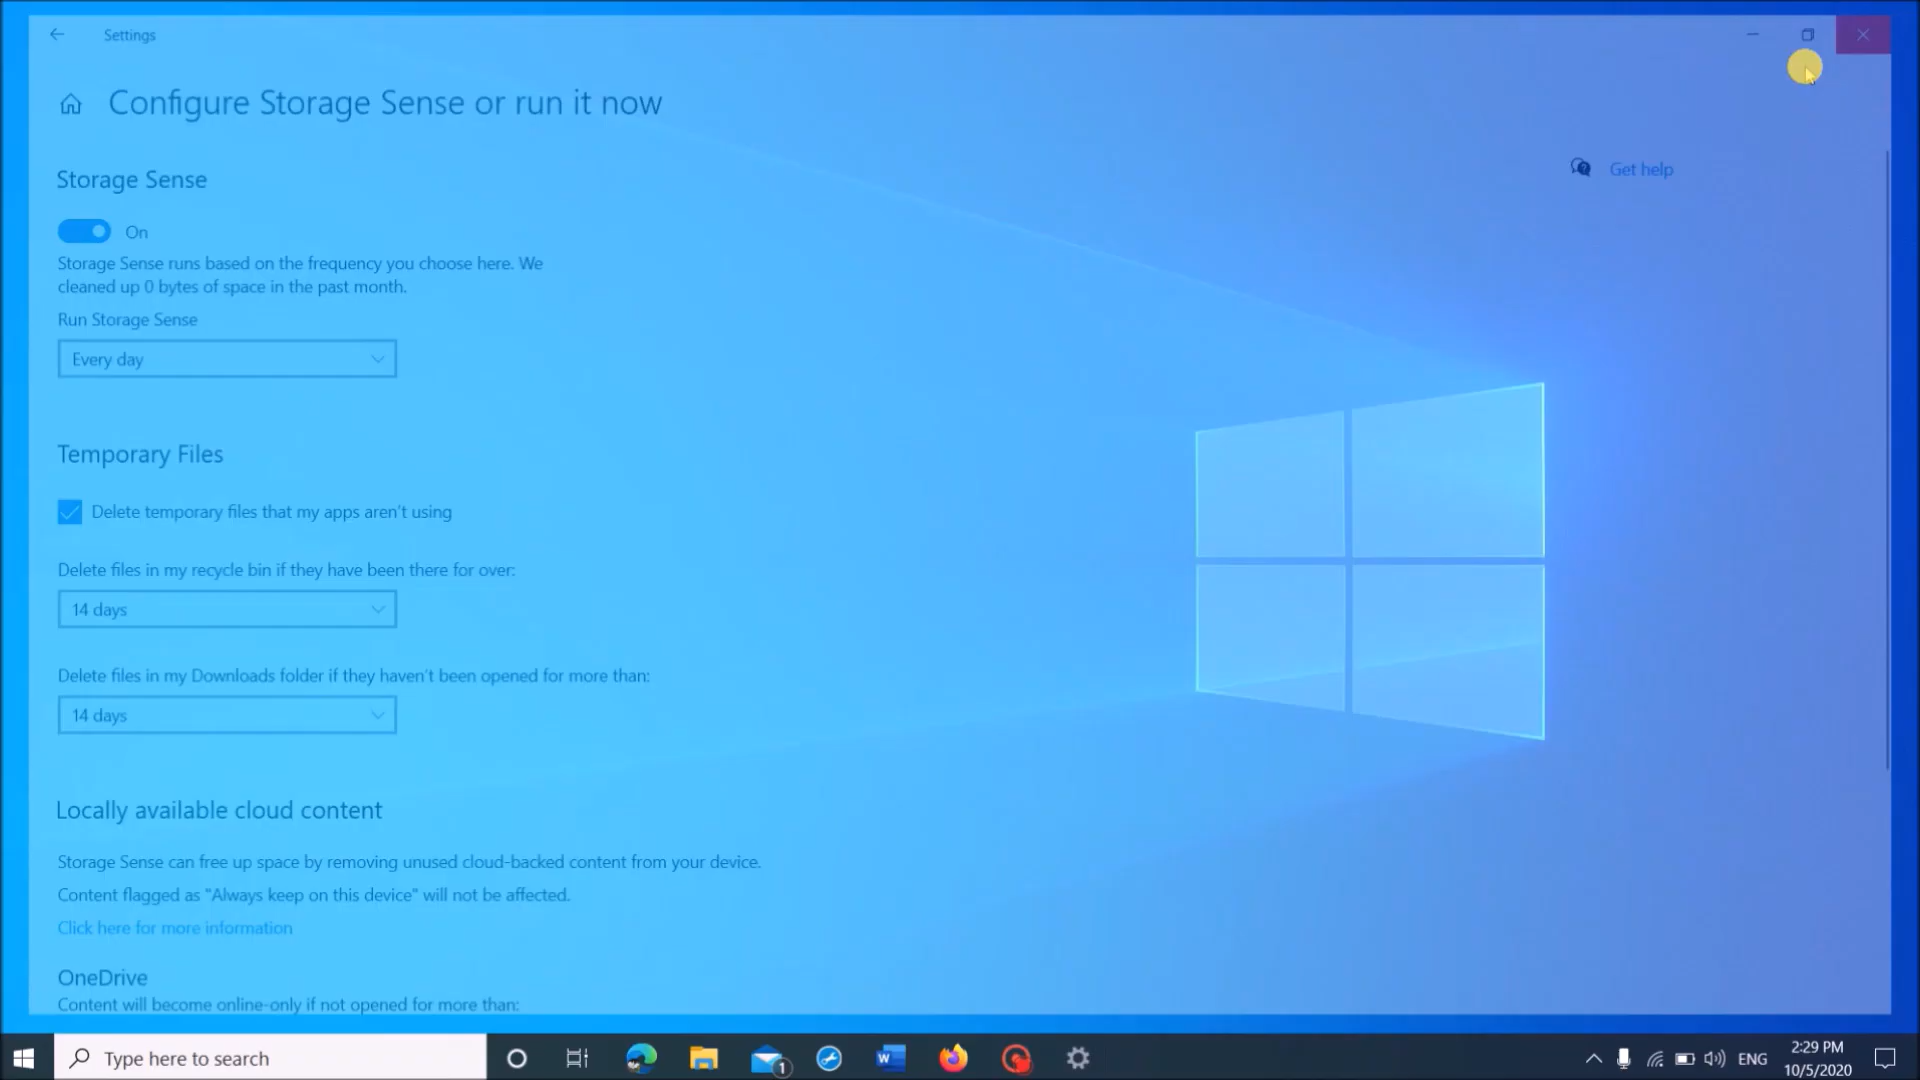 Settings
Configure Storage Sense or run it now
Get help
Storage Sense
On
Storage Sense runs based on the frequency you choose here. We
cleaned up 0 bytes of space in the past month.
Run Storage Sense
Every day
Temporary Files
Delete temporary files that my apps aren't using
Delete files in my recycle bin if they have been there for over:
14 days
Delete files in my Downloads folder if they haven't been opened for more than:
14 days
Locally available cloud content
Storage Sense can free up space by removing unused cloud-backed content from your device.
Content flagged as "Always keep on this device" will not be affected.
Click here for more information
OneDrive
Content will become online-only if not opened for more than:
Type here to search
1
W
ENG
2:29 PM
10/5/2020